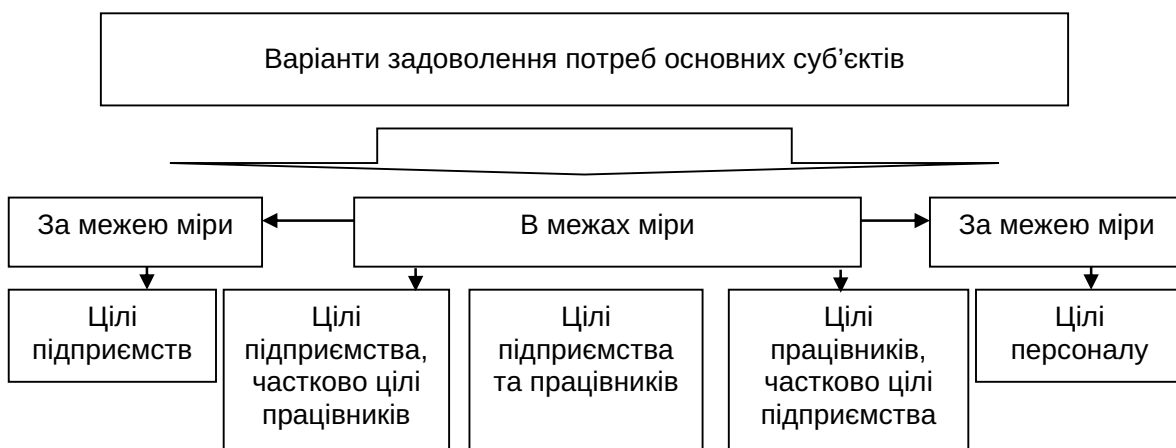 Варіанти задоволення потреб основних суб’єктів
За межею міри
В межах міри
За межею міри
Цілі
підприємств
Цілі
підприємства,
частково цілі
працівників
Цілі
підприємства
та працівників
Цілі
працівників,
частково цілі
підприємства
Цілі
персоналу